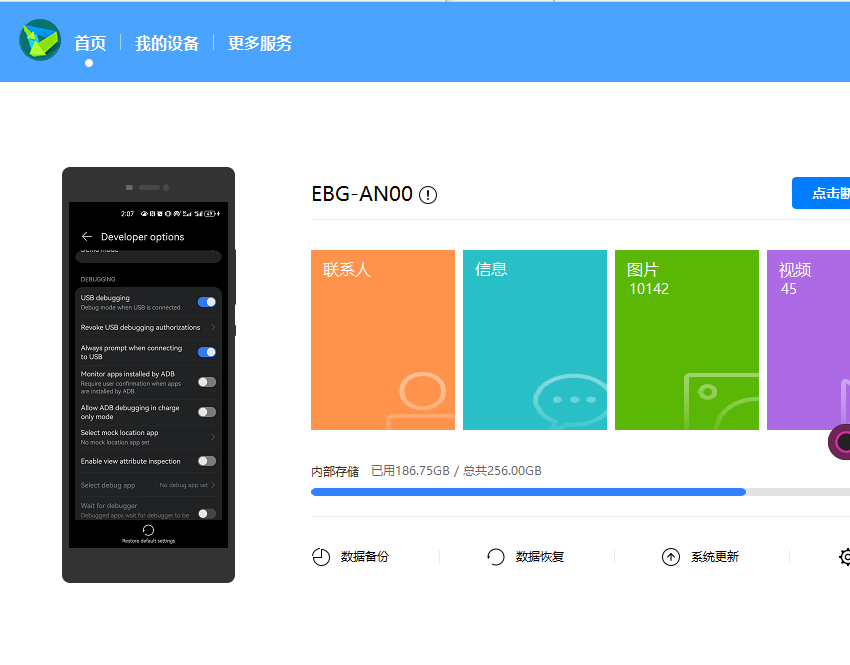 首页
我的设备
更多服务
2:07
Developer options
DEBUGGING
USB debugging
Debug mode when USB is connected.
Revoke USB debugging authorizations
Always prompt when connecting
to USB
Monitor apps installed by ADB
Require user confirmation when apps
are installed by ADB.
Allow ADB debugging in charge
only mode
Select mock location app
No mock location app set
Enable view attribute inspection
Select debug app
No debug app set
Wait for debugger
Debugged apps wait for debugger to be
Restore default settings
EBG-AN00
点击断
联系人
信息
图片
10142
视频
45
内部存储 已用186.75GB / 总共256.00GB
数据备份
数据恢复
系统更新